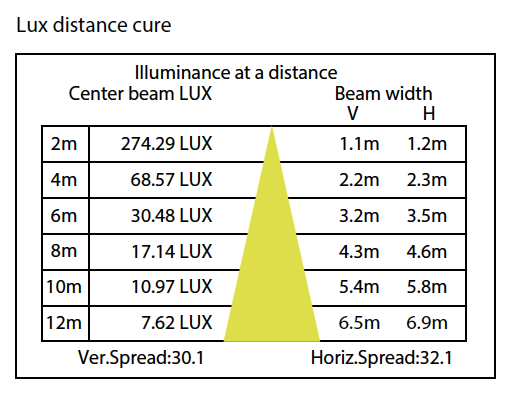 Lux distance cure
Illuminance at a distance
Center beam LUX Beam width
V H
2m 274.29 LUX 1.1m 1.2m
4m 68.57 LUX 2.2m 2.3m
6m 30.48 LUX 3.2m 3.5m
8m 17.14 LUX 4.3m 4.6m
10m 10.97 LUX 5.4m 5.8m
12m 7.62 LUX 6.5m 6.9m
Ver.Spread:30.1 Horiz.Spread:32.1